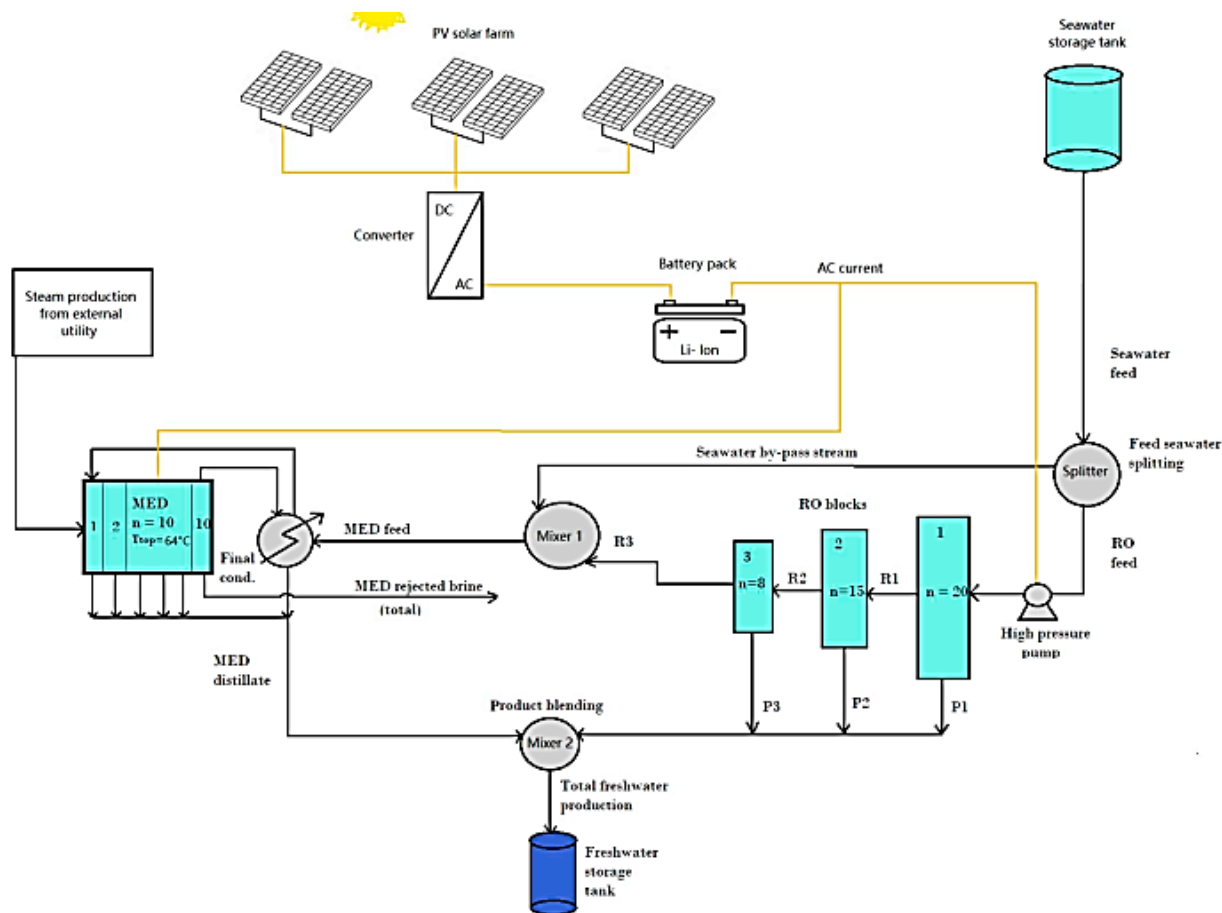 PV solar farm
Seawater
storage tank
DC
AC
Converter
Battery pack
AC current
Li- Ion
Steam production
from external
utility
Seawater
feed
Seawater by-pass stream
Splitter
Feed seawater
splitting
RO blocks
RO
feed
MED
n = 10
Ttop=64°C
1
2
10
Final
cond.
MED feed
Mixer 1
R3
3
n=8
R2
2
n=15
R1
1
n = 20
High pressure
pump
MED rejected brine
(total)
MED
distillate
P3
P2
P1
Product blending
Mixer 2
Total freshwater
production
Freshwater
storage
tank